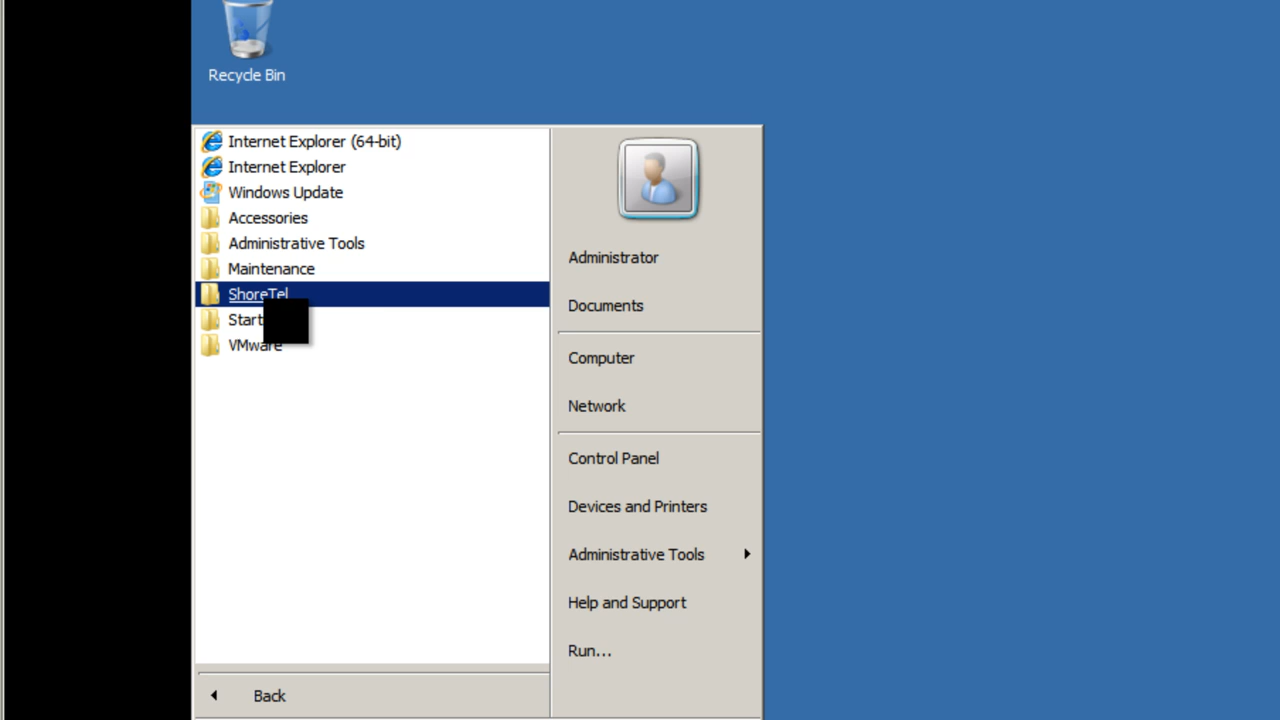 Recycle Bin
Internet Explorer (64-bit)
Internet Explorer
Windows Update
Accessories
Administrative Tools
Maintenance
ShoreTel
Start
VMware
Back
Administrator
Documents
Computer
Network
Control Panel
Devices and Printers
Administrative Tools
Help and Support
Run...